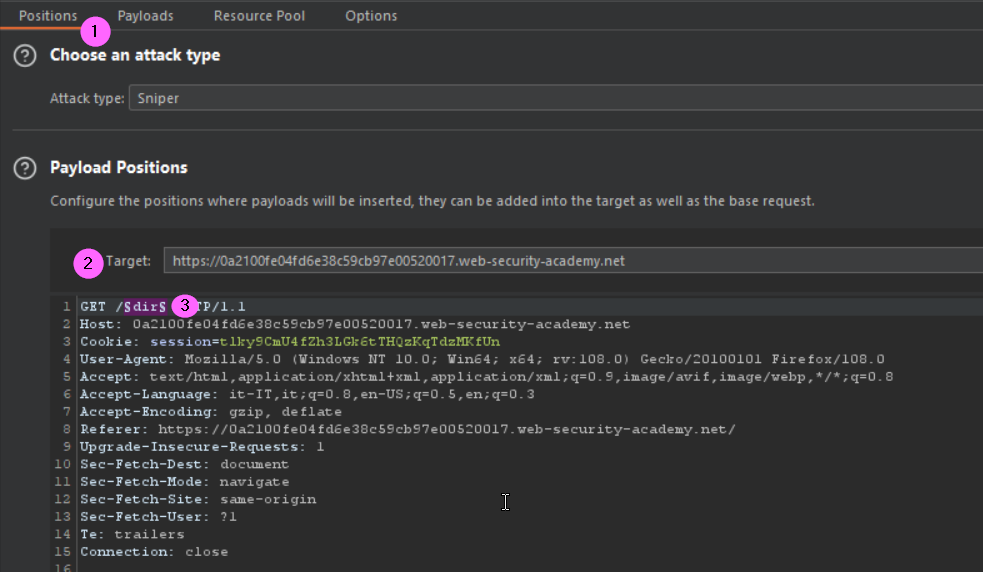 Positions Payloads Resource Pool Options
1
? Choose an attack type
Attack type: Sniper
? Payload Positions
Configure the positions where payloads will be inserted, they can be added into the target as well as the base request.
2 Target: https://0a2100fe04fd6e38c59cb97e00520017.web-security-academy.net
1 GET /§dir§ 3 TP/1.1
2 Host: 0a2100fe04fd6e38c59cb97e00520017.web-security-academy.net
3 Cookie: session=tlky9CmU4fZh3LGk6tTHQzKqTdzMKfUn
4 User-Agent: Mozilla/5.0 (Windows NT 10.0; Win64; x64; rv:108.0) Gecko/20100101 Firefox/108.0
5 Accept: text/html,application/xhtml+xml,application/xml;q=0.9,image/avif,image/webp,*/*;q=0.8
6 Accept-Language: it-IT,it;q=0.8,en-US;q=0.5,en;q=0.3
7 Accept-Encoding: gzip, deflate
8 Referer: https://0a2100fe04fd6e38c59cb97e00520017.web-security-academy.net/
9 Upgrade-Insecure-Requests: 1
10 Sec-Fetch-Dest: document
11 Sec-Fetch-Mode: navigate
12 Sec-Fetch-Site: same-origin
13 Sec-Fetch-User: ?1
14 Te: trailers
15 Connection: close
16